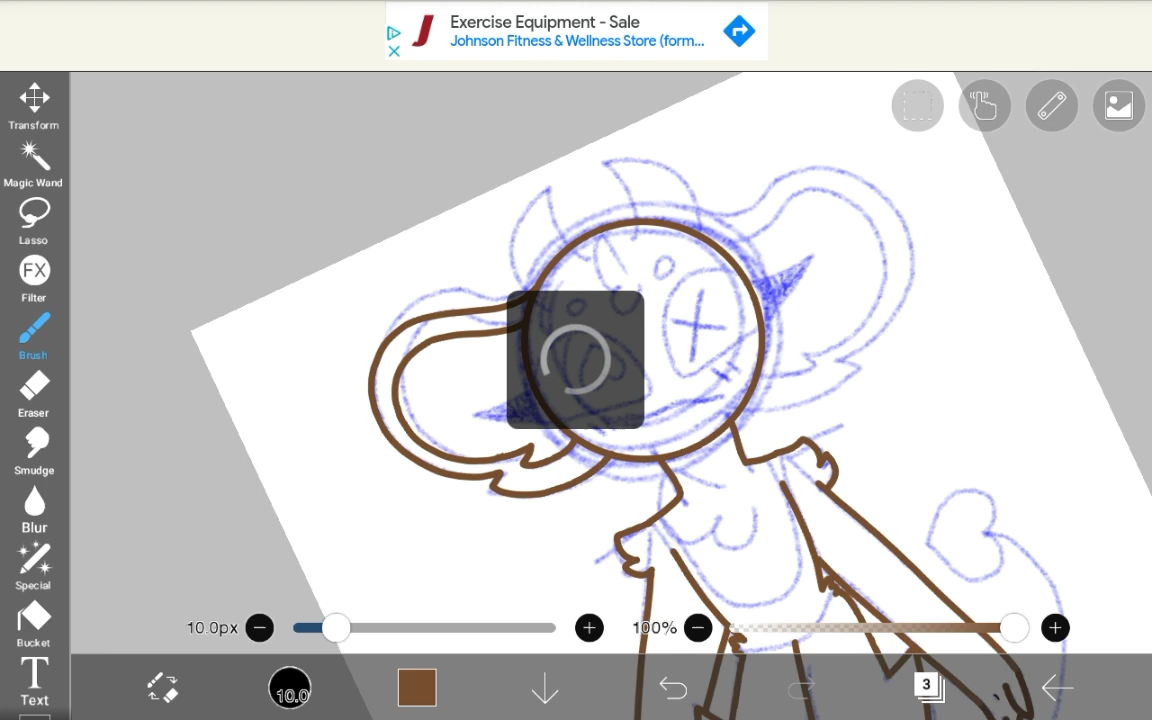 Exercise Equipment - Sale
Johnson Fitness & Wellness Store (form...
Transform
Magic Wand
Lasso
FX
Filter
Brush
Eraser
Smudge
Blur
Special
Bucket
T
Text
10.0px
100%
10.0
3